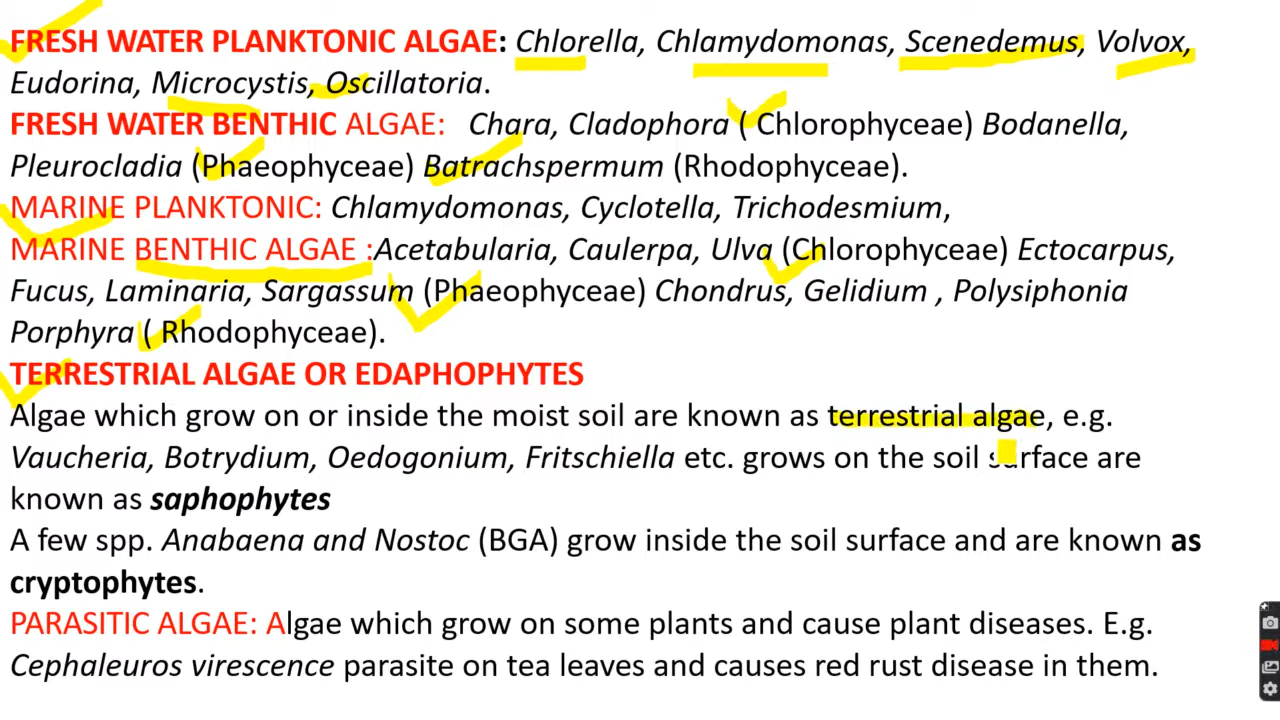 FRESH WATER PLANKTONIC ALGAE: Chlorella, Chlamydomonas, Scenedemus, Volvox,
Eudorina, Microcystis, Oscillatoria.
FRESH WATER BENTHIC ALGAE: Chara, Cladophora ( Chlorophyceae) Bodanella,
Pleurocladia (Phaeophyceae) Batrachspermum (Rhodophyceae).
MARINE PLANKTONIC: Chlamydomonas, Cyclotella, Trichodesmium,
MARINE BENTHIC ALGAE :Acetabularia, Caulerpa, Ulva (Chlorophyceae) Ectocarpus,
Fucus, Laminaria, Sargassum (Phaeophyceae) Chondrus, Gelidium , Polysiphonia
Porphyra ( Rhodophyceae).
TERRESTRIAL ALGAE OR EDAPHOPHYTES
Algae which grow on or inside the moist soil are known as terrestrial algae, e.g.
Vaucheria, Botrydium, Oedogonium, Fritschiella etc. grows on the soil surface are
known as saphophytes
A few spp. Anabaena and Nostoc (BGA) grow inside the soil surface and are known as
cryptophytes.
PARASITIC ALGAE: Algae which grow on some plants and cause plant diseases. E.g.
Cephaleuros virescence parasite on tea leaves and causes red rust disease in them.